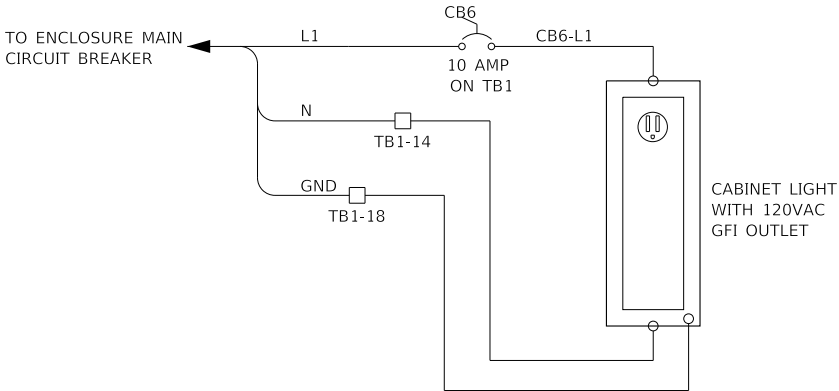 CB6
TO ENCLOSURE MAIN
CIRCUIT BREAKER
L1
CB6-L1
10 AMP
ON TB1
N
TB1-14
GND
TB1-18
CABINET LIGHT
WITH 120VAC
GFI OUTLET